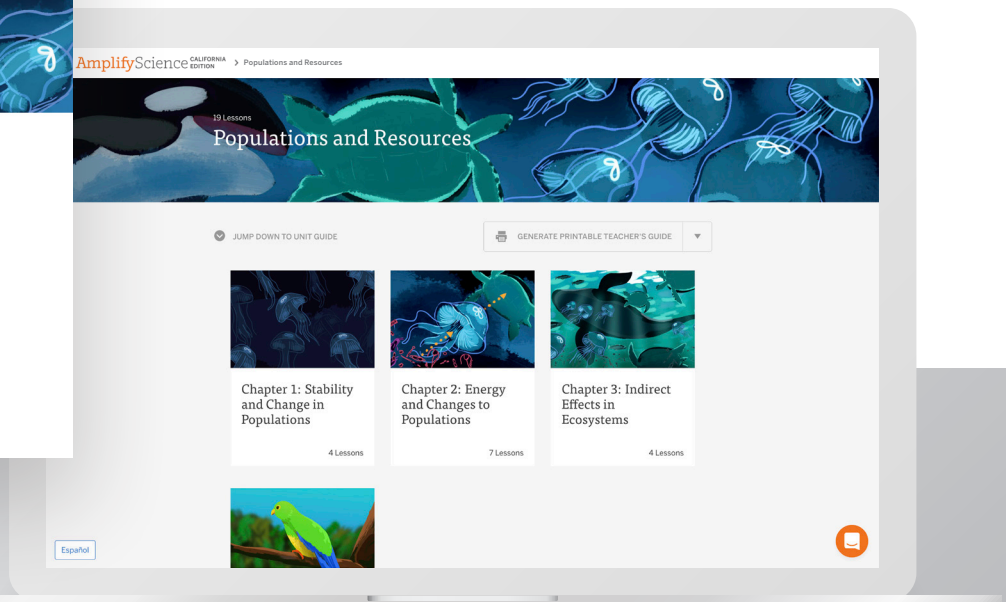 AmplifyScience CALIFORNIA EDITION > Populations and Resources
19 Lessons
Populations and Resources
JUMP DOWN TO UNIT GUIDE
GENERATE PRINTABLE TEACHER'S GUIDE
Chapter 1: Stability
and Change in
Populations
4 Lessons
Chapter 2: Energy
and Changes to
Populations
7 Lessons
Chapter 3: Indirect
Effects in
Ecosystems
4 Lessons
Español